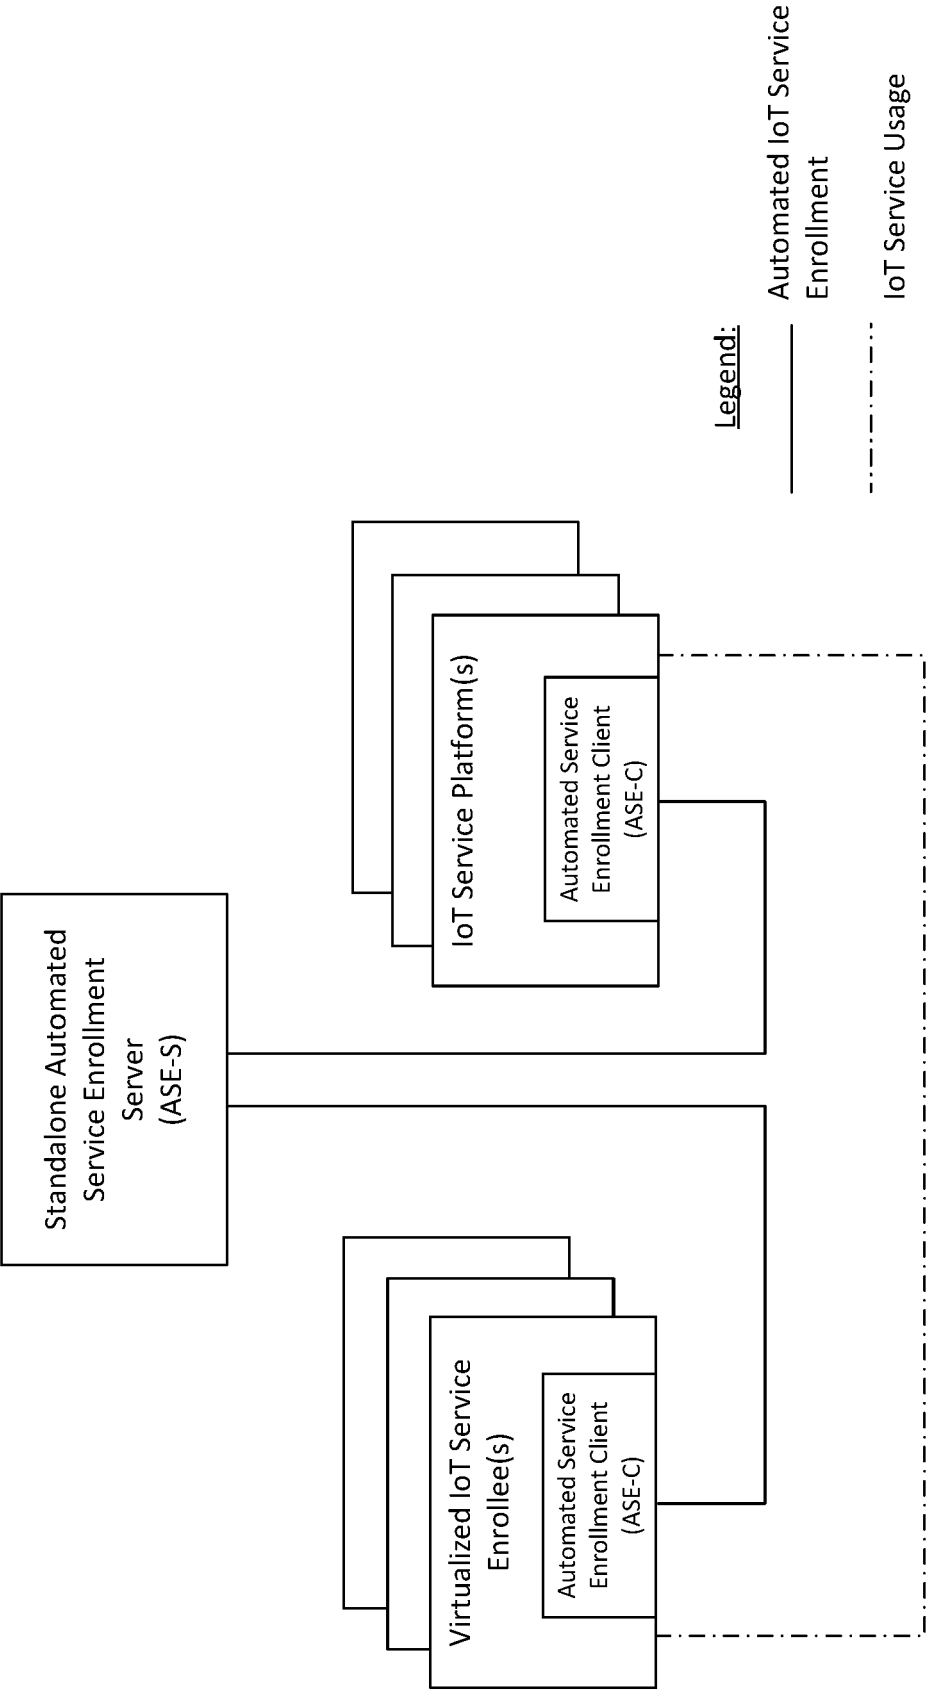 Standalone Automated
Service Enrollment
Server
(ASE-S)
Virtualized IoT Service
Enrollee(s)
Automated Service
Enrollment Client
(ASE-C)
IoT Service Platform(s)
Automated Service
Enrollment Client
(ASE-C)
Legend:
Automated IoT Service
Enrollment
IoT Service Usage